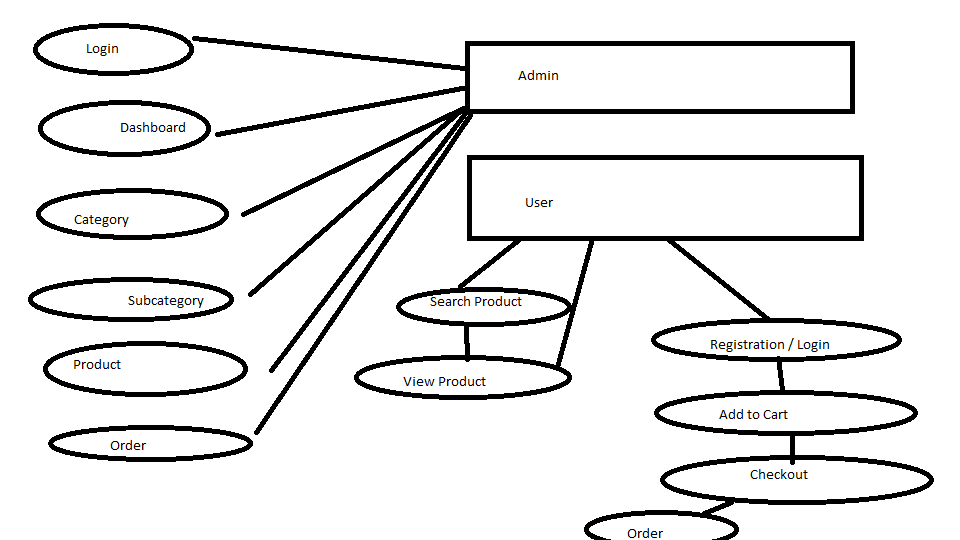 Login
Admin
Dashboard
User
Category
Subcategory
Search Product
Registration / Login
Product
View Product
Add to Cart
Order
Checkout
Order